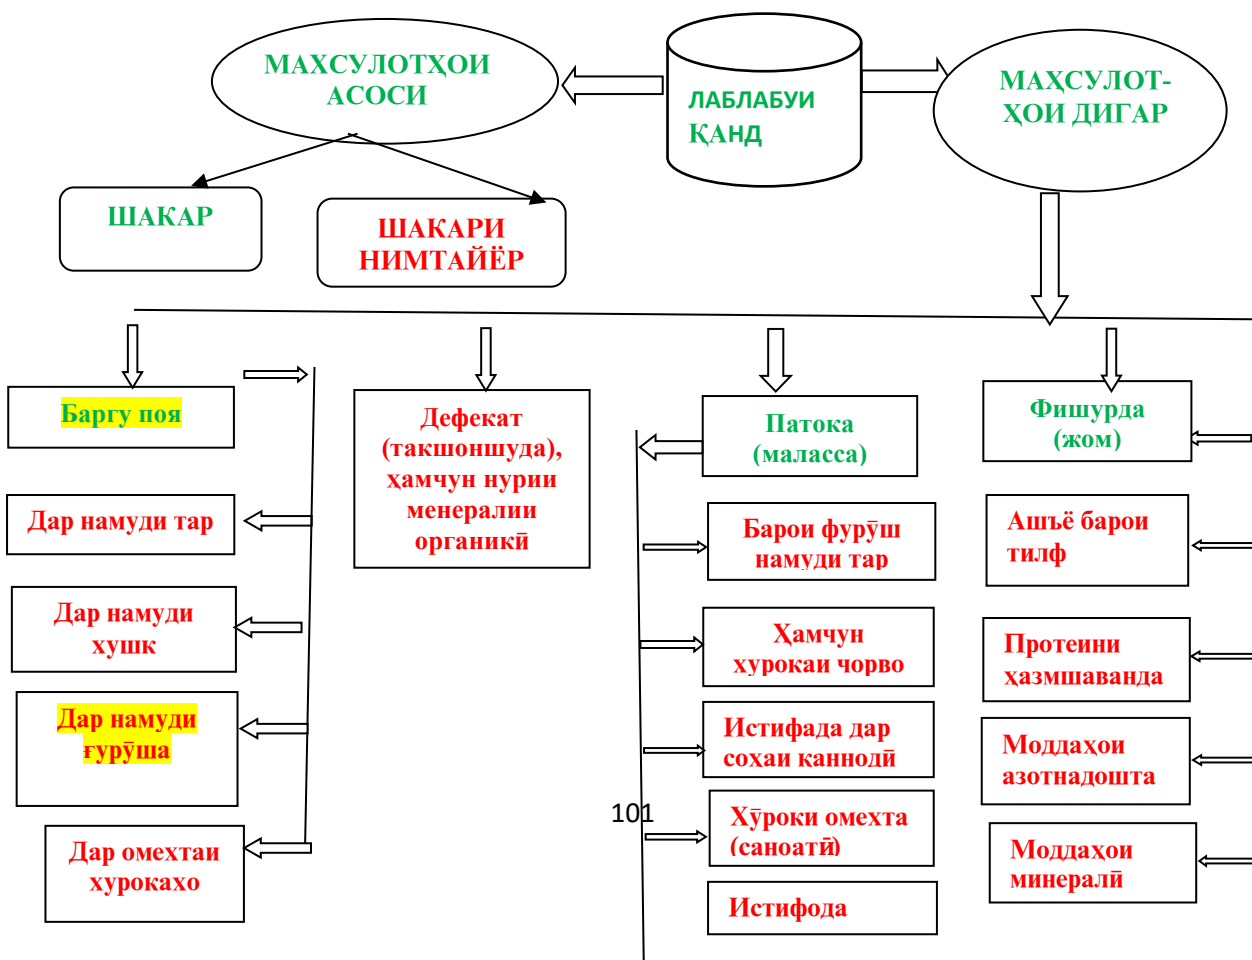 МАХСУЛОТҲОИ
АСОСИ
ЛАБЛАБУИ
ҚАНД
МАҲСУЛОТ-
ҲОИ ДИГАР
ШАКАР
ШАКАРИ
НИМТАЙЁР
Баргу поя
Дар намуди тар
Дар намуди
хушк
Дар намуди
ғурӯша
Дар омехтаи
хурокахо
Дефекат
(такшоншуда),
ҳамчун нурии
менералии
органикӣ
Патока
(маласса)
Барои фурӯш
намуди тар
Ҳамчун
хурокаи чорво
Истифада дар
соҳаи каннодӣ
101
Хӯроки омехта
(саноатӣ)
Истифода
Фишурда
(жом)
Ашъё барои
тилф
Протеини
ҳазмшаванда
Моддаҳои
азотнадошта
Моддаҳои
минералӣ